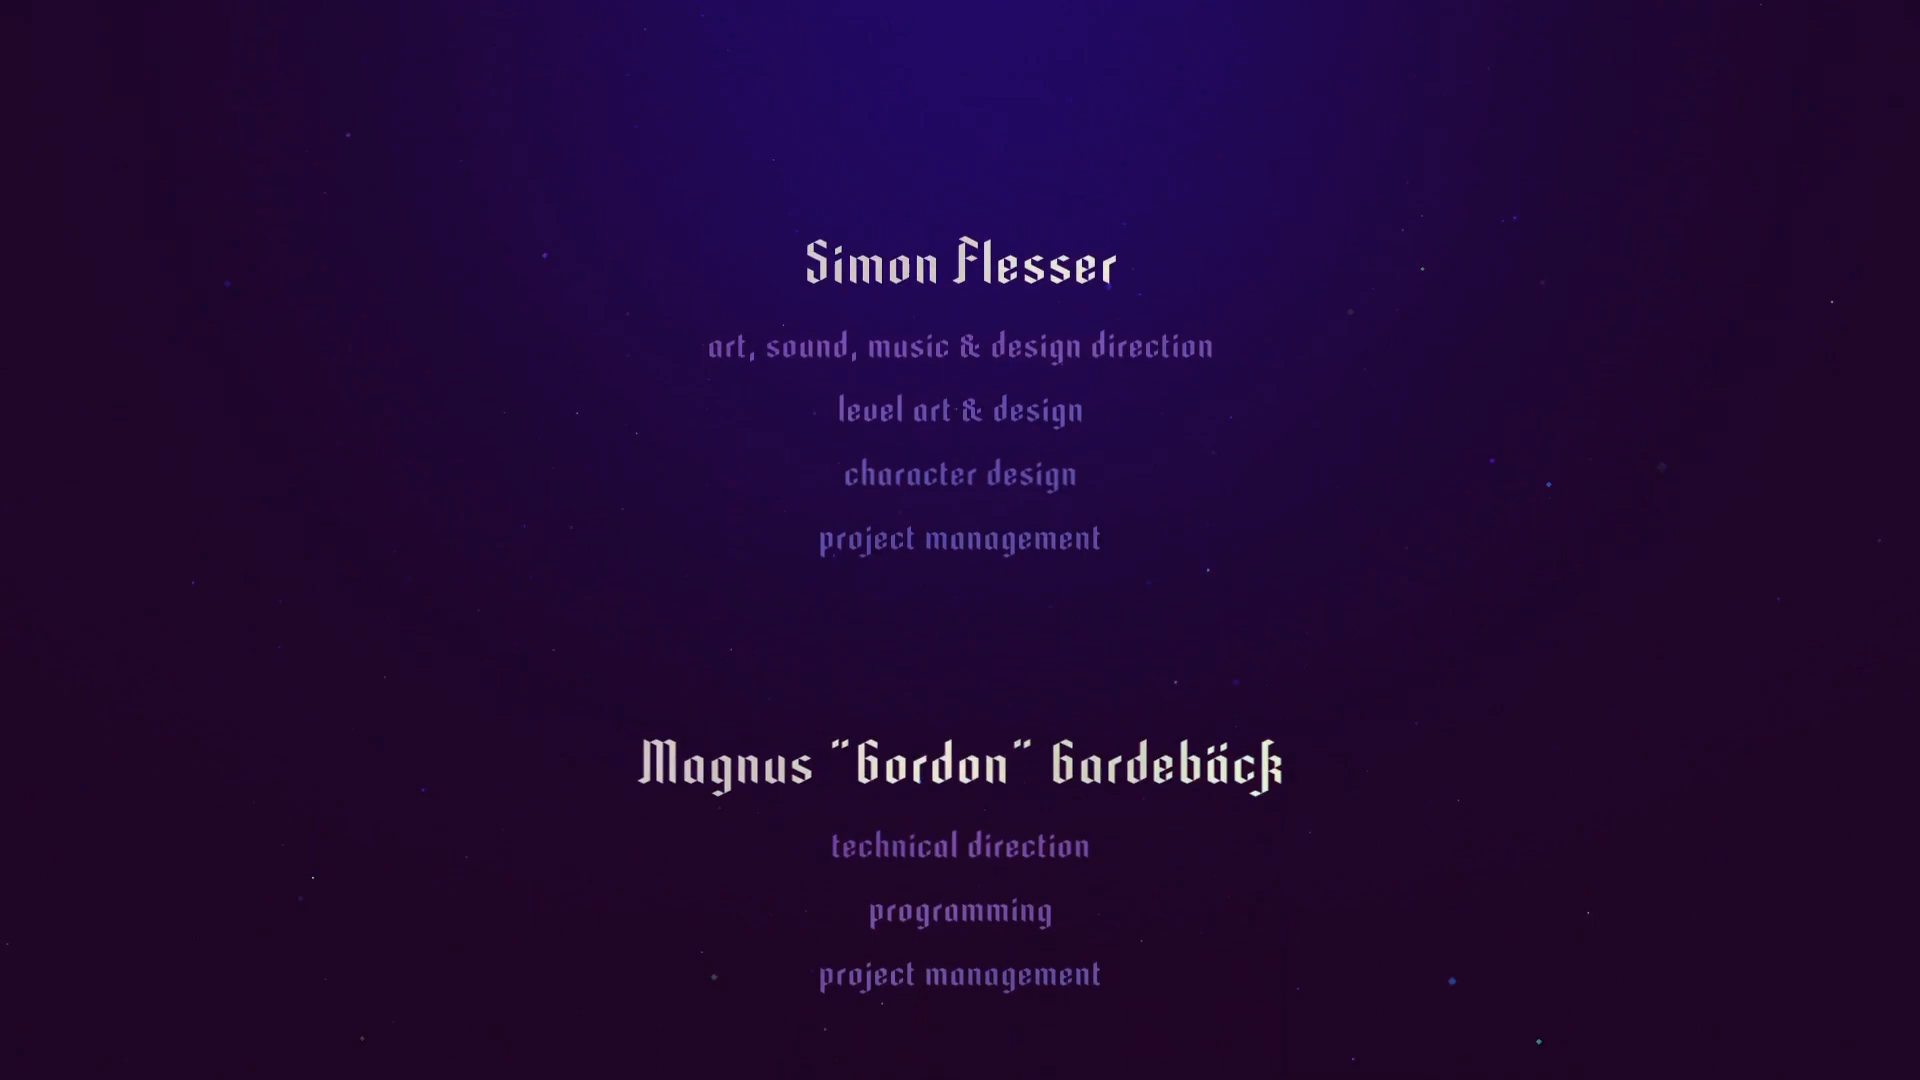 Simon Flesser
art, sound, music & design direction
level art & design
character design
project management
Magnus "Gordon" Gardebäck
technical direction
programming
project management